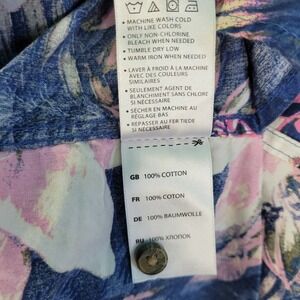 • MACHINE WASH COLD
WITH LIKE COLORS
• ONLY NON-CHLORINE
BLEACH WHEN NEEDED
• TUMBLE DRY LOW
• WARM IRON WHEN NEEDED
• LAVER À FROID À LA MACHINE
AVEC DES COULEURS
SIMILAIRES
• SEULEMENT AGENT DE
BLANCHIMENT SANS CHLORE
SI NÉCESSAIRE
• SÉCHER EN MACHINE AU
RÉGLAGE BAS
• REPASSER AU FER TIEDE
SI NÉCESSAIRE
GB 100% COTTON
FR 100% COTON
DE 100% BAUMWOLLE
RU 100% ХЛОПОК